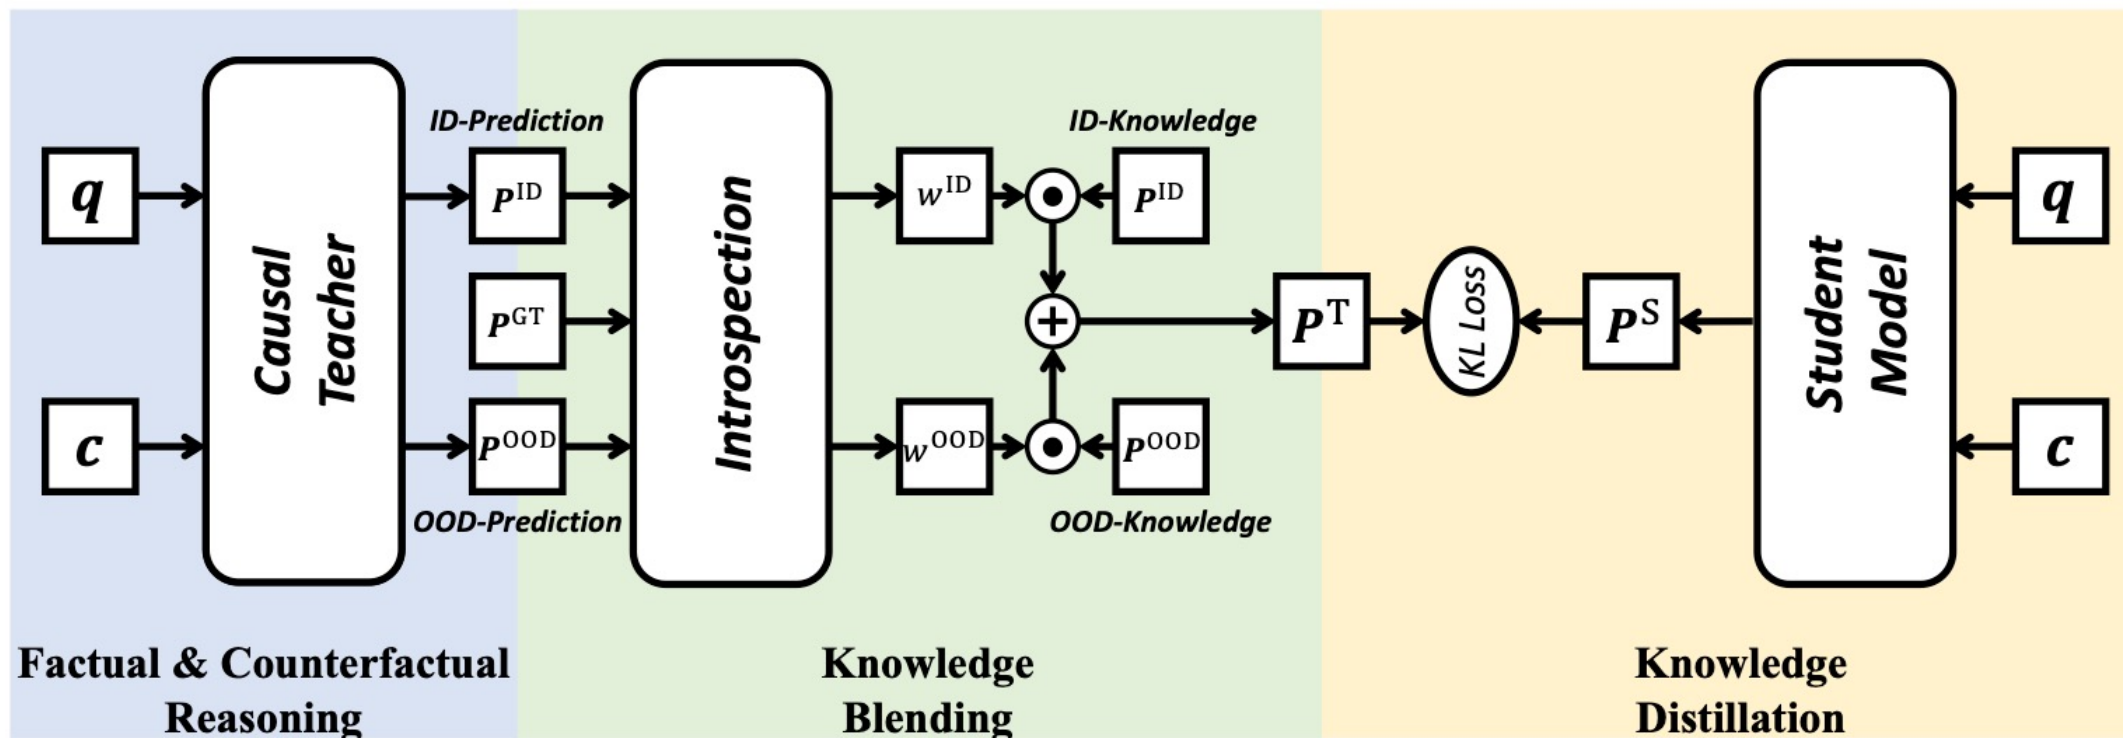 q
c
Causal
Teacher
ID-Prediction
P^ID
P^GT
P^OOD
OOD-Prediction
Introspection
w^ID
w^OOD
ID-Knowledge
P^ID
+
P^OOD
OOD-Knowledge
P^T
KL Loss
P^S
Student
Model
q
c
Factual & Counterfactual
Reasoning
Knowledge
Blending
Knowledge
Distillation